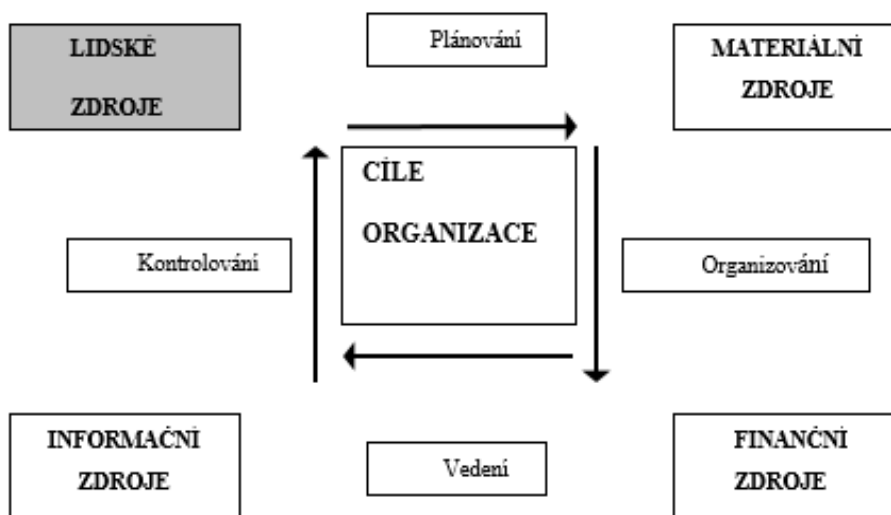 LIDSKÉ
ZDROJE
Plánování
MATERIÁLNÍ
ZDROJE
CÍLE
ORGANIZACE
Kontrolování
Organizování
INFORMAČNÍ
ZDROJE
Vedení
FINANČNÍ
ZDROJE